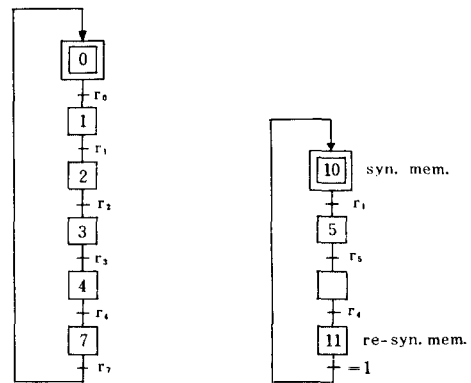 0
r₀
1
r₁
2
r₂
3
r₃
4
r₄
7
r₇
10 syn. mem.
r₁
5
r₅
r₄
11 re-syn. mem.
=1